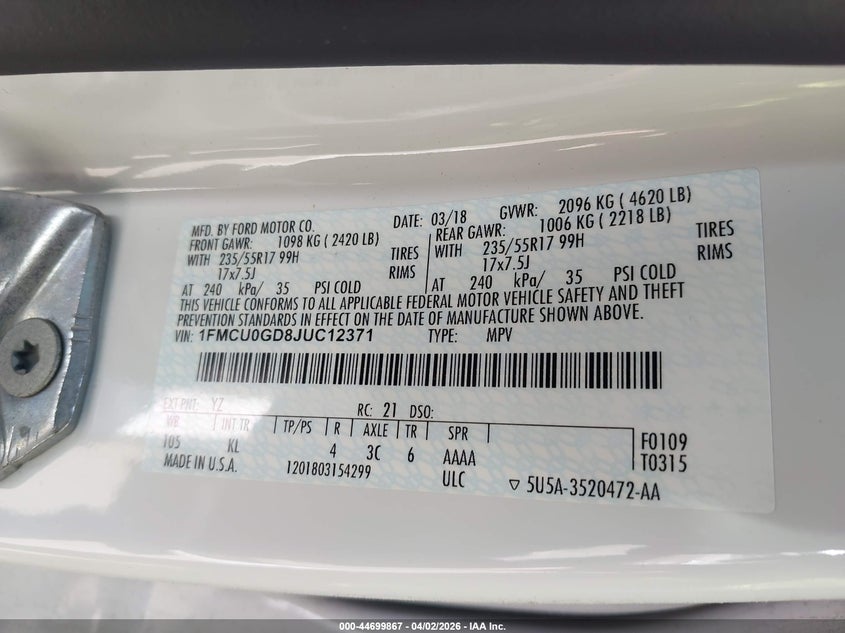 MFD. BY FORD MOTOR CO. DATE: 03/18 GVWR: 2096 KG ( 4620 LB)
FRONT GAWR: 1098 KG ( 2420 LB) REAR GAWR: 1006 KG ( 2218 LB)
WITH 235/55R17 99H TIRES WITH 235/55R17 99H TIRES
17x7.5J RIMS 17x7.5J RIMS
AT 240 kPa/ 35 PSI COLD AT 240 kPa/ 35 PSI COLD
THIS VEHICLE CONFORMS TO ALL APPLICABLE FEDERAL MOTOR VEHICLE SAFETY AND THEFT
PREVENTION STANDARDS IN EFFECT ON THE DATE OF MANUFACTURE SHOWN ABOVE.
VIN: 1FMCU0GD8JUC12371 TYPE: MPV
EXT PNT: YZ RC: 21 DSO:
WB INT TR TP/PS R AXLE TR SPR F0109
105 KL 4 3C 6 AAAA T0315
MADE IN U.S.A. 1201803154299 ULC ▽ 5U5A-3520472-AA
000-44699867 - 04/02/2026 - IAA Inc.